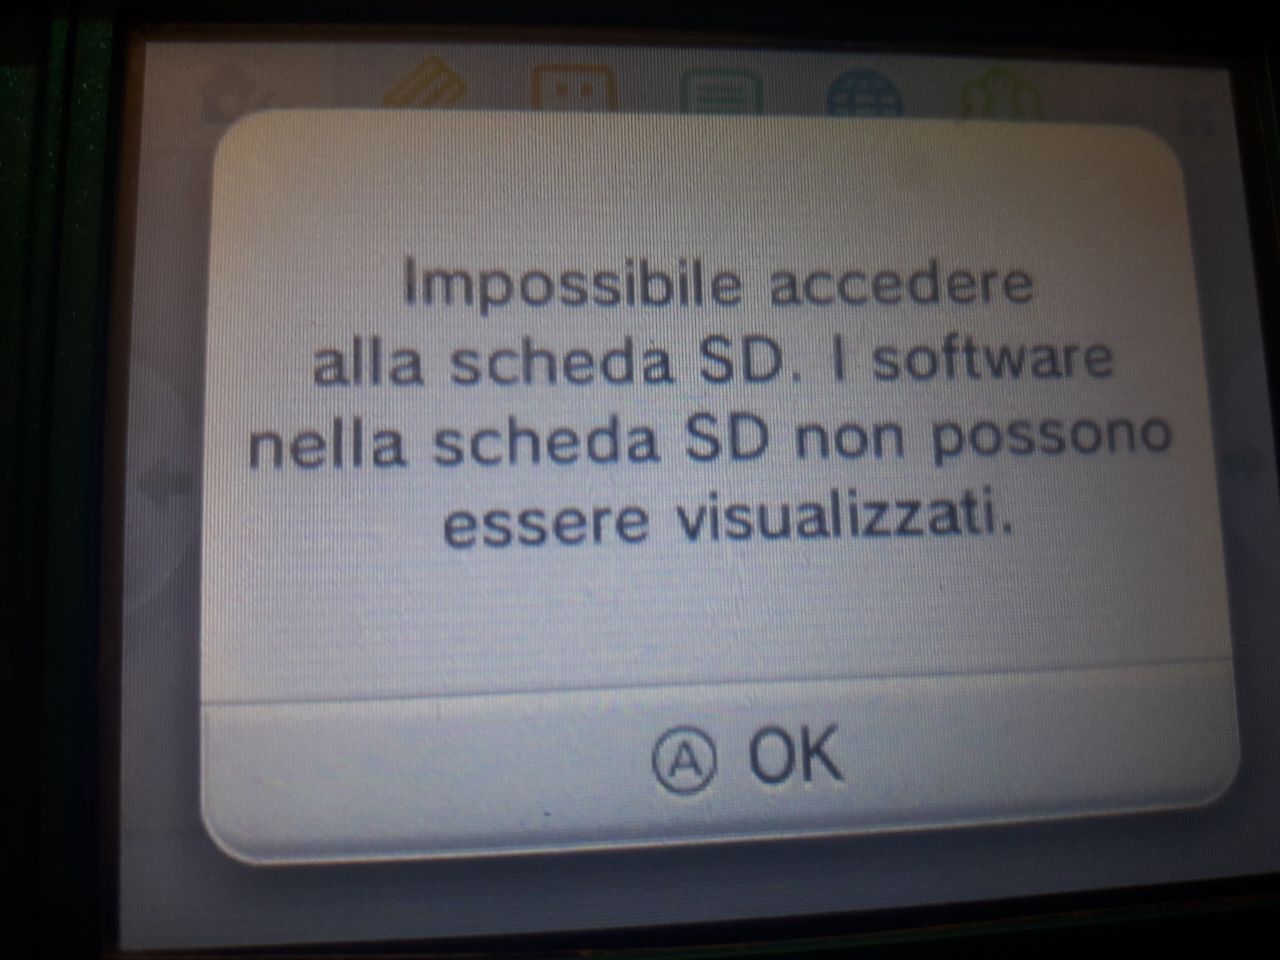 Impossibile accedere
alla scheda SD. I software
nella scheda SD non possono
essere visualizzati.
Ⓐ OK